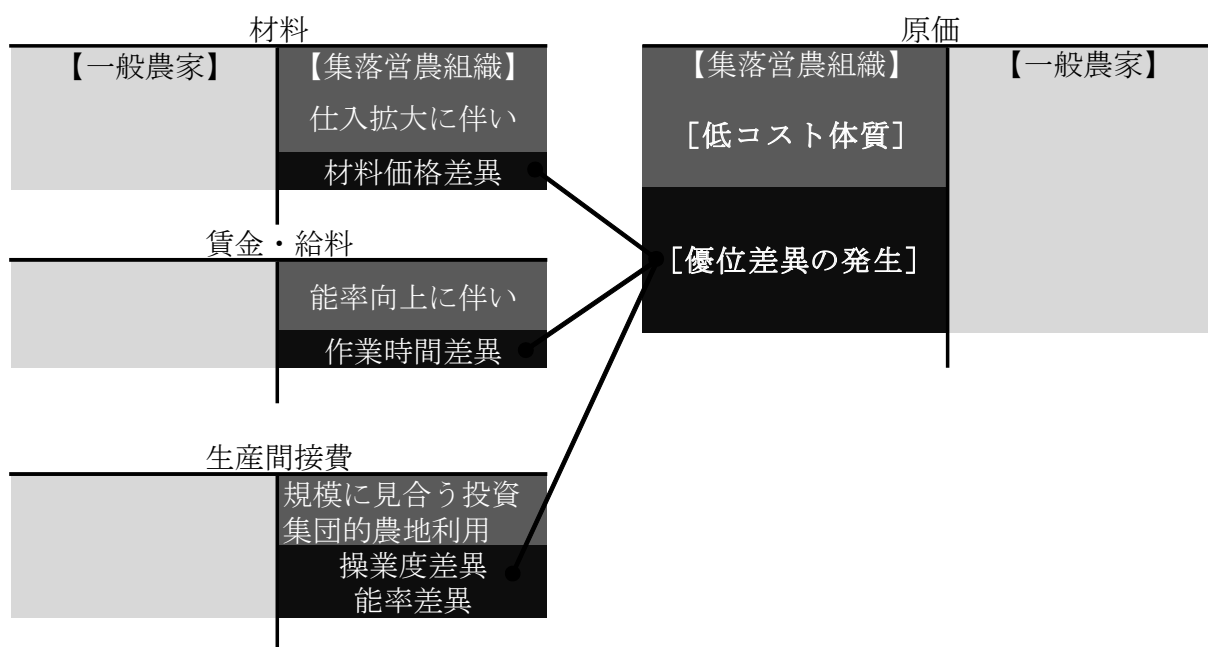 材料
【一般農家】
【集落営農組織】
仕入拡大に伴い
材料価格差異
賃金・給料
能率向上に伴い
作業時間差異
生産間接費
規模に見合う投資
集団的農地利用
操業度差異
能率差異
原価
【集落営農組織】
【一般農家】
［低コスト体質］
［優位差異の発生］